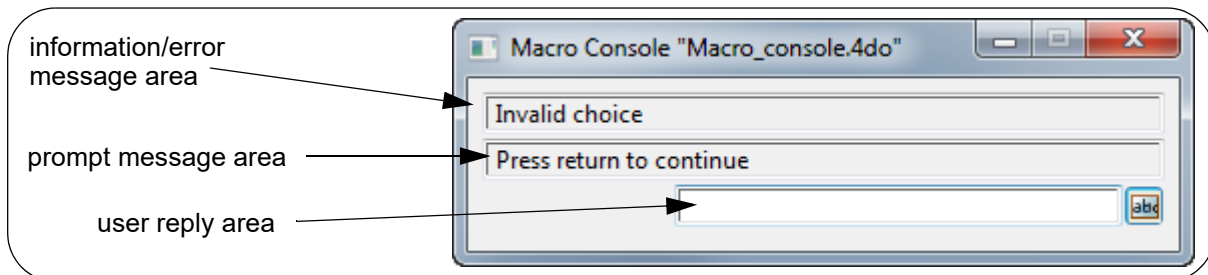 information/error
message area
prompt message area
user reply area
Macro Console "Macro_console.4do"
Invalid choice
Press return to continue
abc